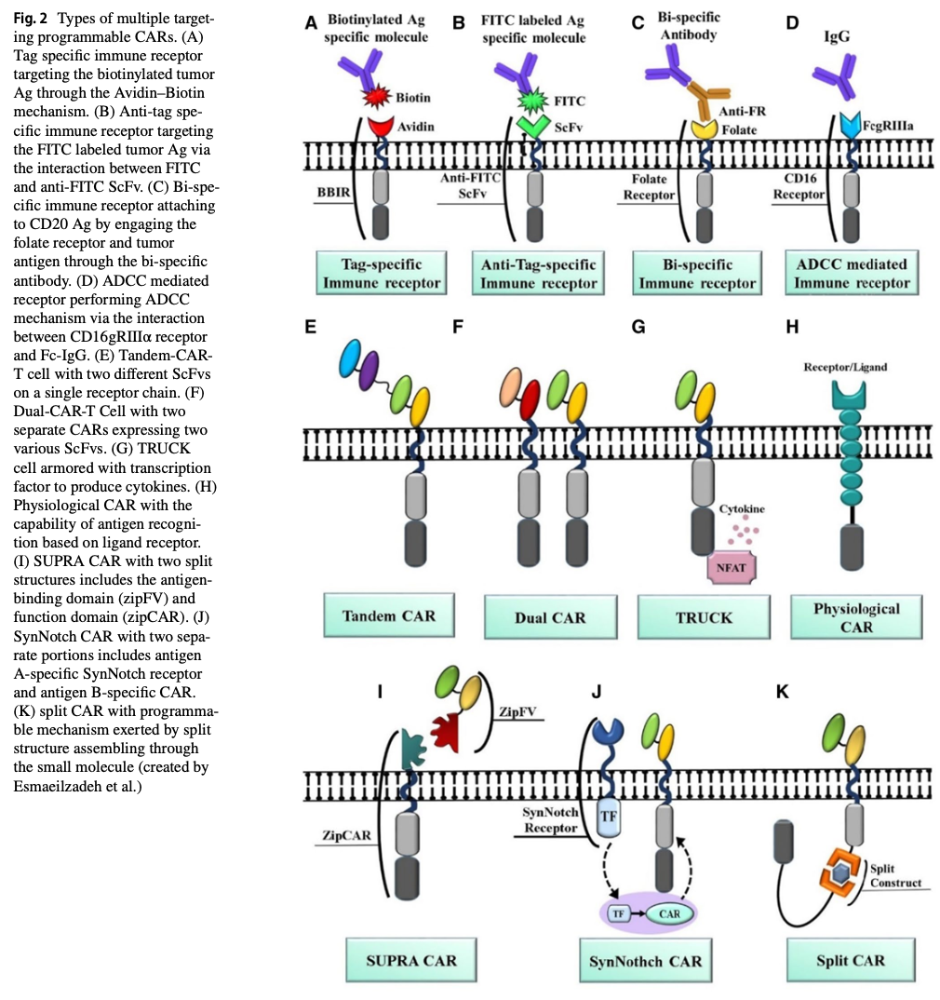 Fig. 2 Types of multiple target-
ing programmable CARs. (A)
Tag specific immune receptor
targeting the biotinylated tumor
Ag through the Avidin–Biotin
mechanism. (B) Anti-tag spe-
cific immune receptor targeting
the FITC labeled tumor Ag via
the interaction between FITC
and anti-FITC ScFv. (C) Bi-spe-
cific immune receptor attaching
to CD20 Ag by engaging the
folate receptor and tumor
antigen through the bi-specific
antibody. (D) ADCC mediated
receptor performing ADCC
mechanism via the interaction
between CD16gRIIIα receptor
and Fc-IgG. (E) Tandem-CAR-
T cell with two different ScFvs
on a single receptor chain. (F)
Dual-CAR-T Cell with two
separate CARs expressing two
various ScFvs. (G) TRUCK
cell armored with transcription
factor to produce cytokines. (H)
Physiological CAR with the
capability of antigen recogni-
tion based on ligand receptor.
(I) SUPRA CAR with two split
structures includes the antigen-
binding domain (zipFV) and
function domain (zipCAR). (J)
SynNotch CAR with two sepa-
rate portions includes antigen
A-specific SynNotch receptor
and antigen B-specific CAR.
(K) split CAR with programma-
ble mechanism exerted by split
structure assembling through
the small molecule (created by
Esmaeilzadeh et al.)
A
Biotinylated Ag
specific molecule
Biotin
Avidin
BBIR
Tag-specific
Immune receptor
B
FITC labeled Ag
specific molecule
FITC
ScFv
Anti-FITC
ScFv
Anti-Tag-specific
Immune receptor
C
Bi-specific
Antibody
Anti-FR
Folate
Folate
Receptor
Bi-specific
Immune receptor
D
IgG
FcgRIIIa
CD16
Receptor
ADCC mediated
Immune receptor
E
Tandem CAR
F
Dual CAR
G
Cytokine
NFAT
TRUCK
H
Receptor/Ligand
Physiological
CAR
I
ZipFV
ZipCAR
SUPRA CAR
J
SynNotch
Receptor
TF
TF
CAR
SynNothch CAR
K
Split
Construct
Split CAR